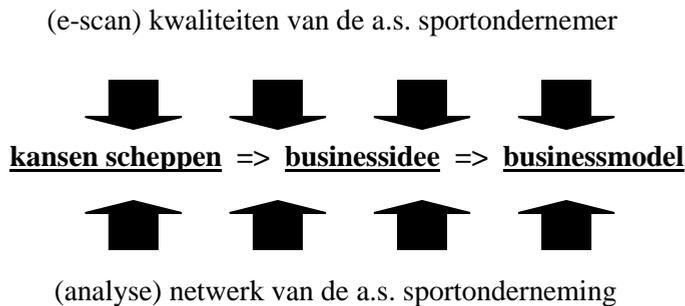 (e-scan) kwaliteiten van de a.s. sportondernemer
kansen scheppen => businessidee => businessmodel
(analyse) netwerk van de a.s. sportonderneming